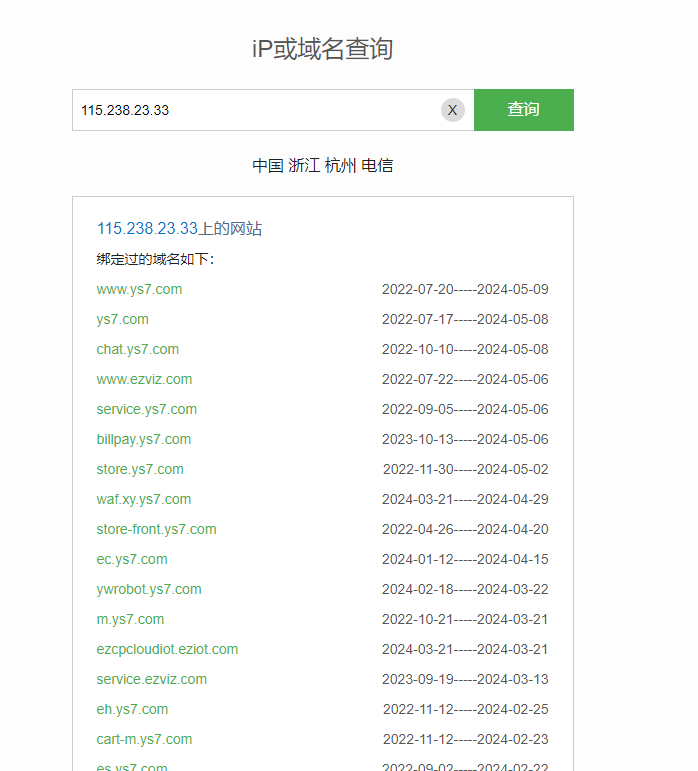 iP或域名查询
115.238.23.33 X 查询
中国 浙江 杭州 电信
115.238.23.33上的网站
绑定过的域名如下：
www.ys7.com 2022-07-20-----2024-05-09
ys7.com 2022-07-17-----2024-05-08
chat.ys7.com 2022-10-10-----2024-05-08
www.ezviz.com 2022-07-22-----2024-05-06
service.ys7.com 2022-09-05-----2024-05-06
billpay.ys7.com 2023-10-13-----2024-05-06
store.ys7.com 2022-11-30-----2024-05-02
waf.xy.ys7.com 2024-03-21-----2024-04-29
store-front.ys7.com 2022-04-26-----2024-04-20
ec.ys7.com 2024-01-12-----2024-04-15
ywrobot.ys7.com 2024-02-18-----2024-03-22
m.ys7.com 2022-10-21-----2024-03-21
ezcpcloudiot.eziot.com 2024-03-21-----2024-03-21
service.ezviz.com 2023-09-19-----2024-03-13
eh.ys7.com 2022-11-12-----2024-02-25
cart-m.ys7.com 2022-11-12-----2024-02-23
es.ys7.com 2022-09-02-----2024-02-22